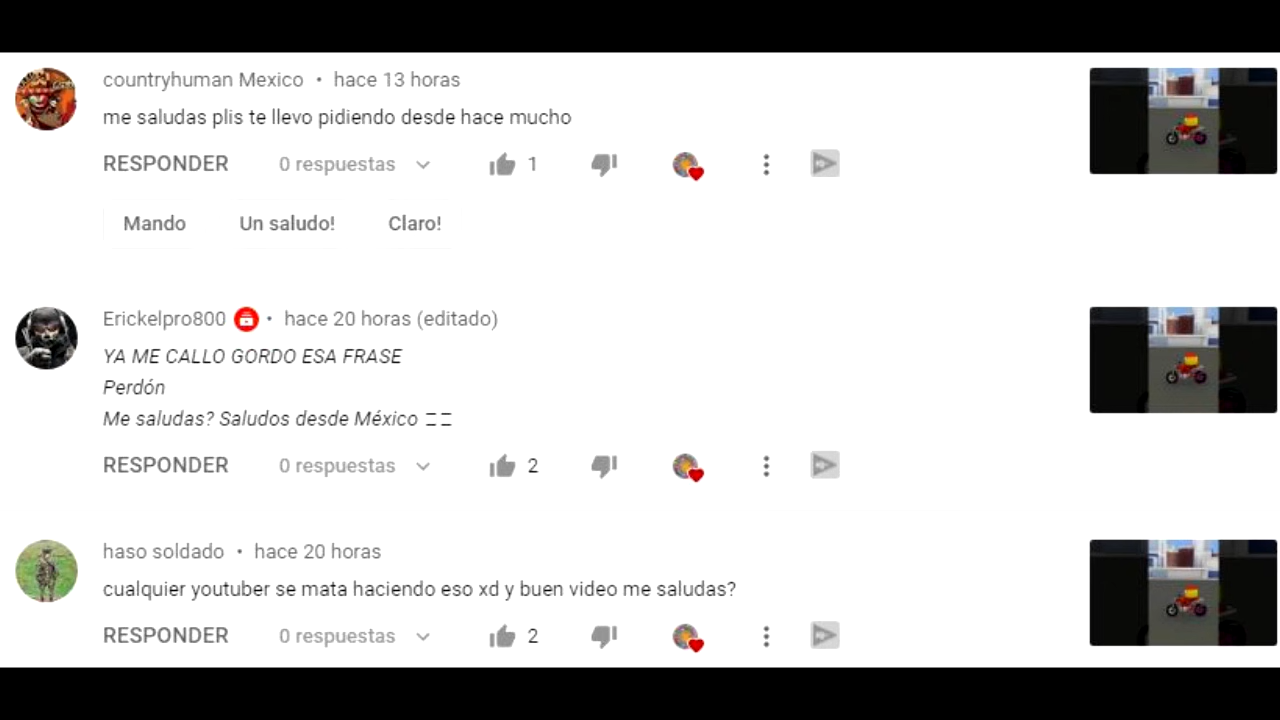 countryhuman Mexico • hace 13 horas
me saludas plis te llevo pidiendo desde hace mucho
RESPONDER 0 respuestas 1
Mando Un saludo! Claro!
Erickelpro800 • hace 20 horas (editado)
YA ME CALLO GORDO ESA FRASE
Perdón
Me saludas? Saludos desde México
RESPONDER 0 respuestas 2
haso soldado • hace 20 horas
cualquier youtuber se mata haciendo eso xd y buen video me saludas?
RESPONDER 0 respuestas 2